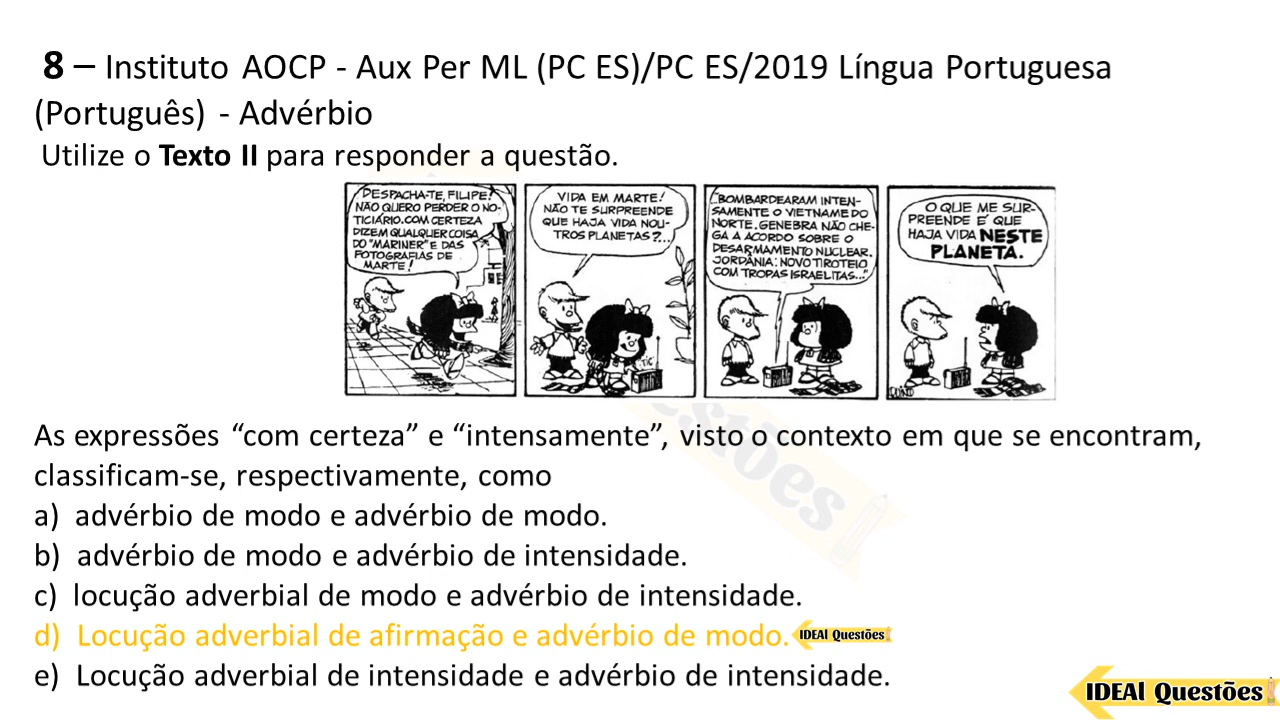 8 – Instituto AOCP - Aux Per ML (PC ES)/PC ES/2019 Língua Portuguesa
(Português) - Advérbio
Utilize o Texto II para responder a questão.
DESPACHA-TE, FILIPE!
NÃO QUERO PERDER O NO-
TICIÁRIO. COM CERTEZA
DIZEM QUALQUER COISA
DO "MARINER" E DAS
FOTOGRAFIAS DE
MARTE!
VIDA EM MARTE!
NÃO TE SURPREENDE
QUE HAJA VIDA NOU-
TROS PLANETAS?...
TIC
"BOMBARDEARAM INTEN-
SAMENTE O VIETNAME DO
NORTE. GENEBRA NÃO CHE-
GA A ACORDO SOBRE O
DESARMAMENTO NUCLEAR.
JORDÂNIA: NOVO TIROTEIO
COM TROPAS ISRAELITAS..."
O QUE ME SUR-
PREENDE É QUE
HAJA VIDA NESTE
PLANETA.
As expressões “com certeza” e “intensamente”, visto o contexto em que se encontram,
classificam-se, respectivamente, como
a) advérbio de modo e advérbio de modo.
b) advérbio de modo e advérbio de intensidade.
c) locução adverbial de modo e advérbio de intensidade.
d) Locução adverbial de afirmação e advérbio de modo. IDEAl Questões
e) Locução adverbial de intensidade e advérbio de intensidade.
IDEAl Questões